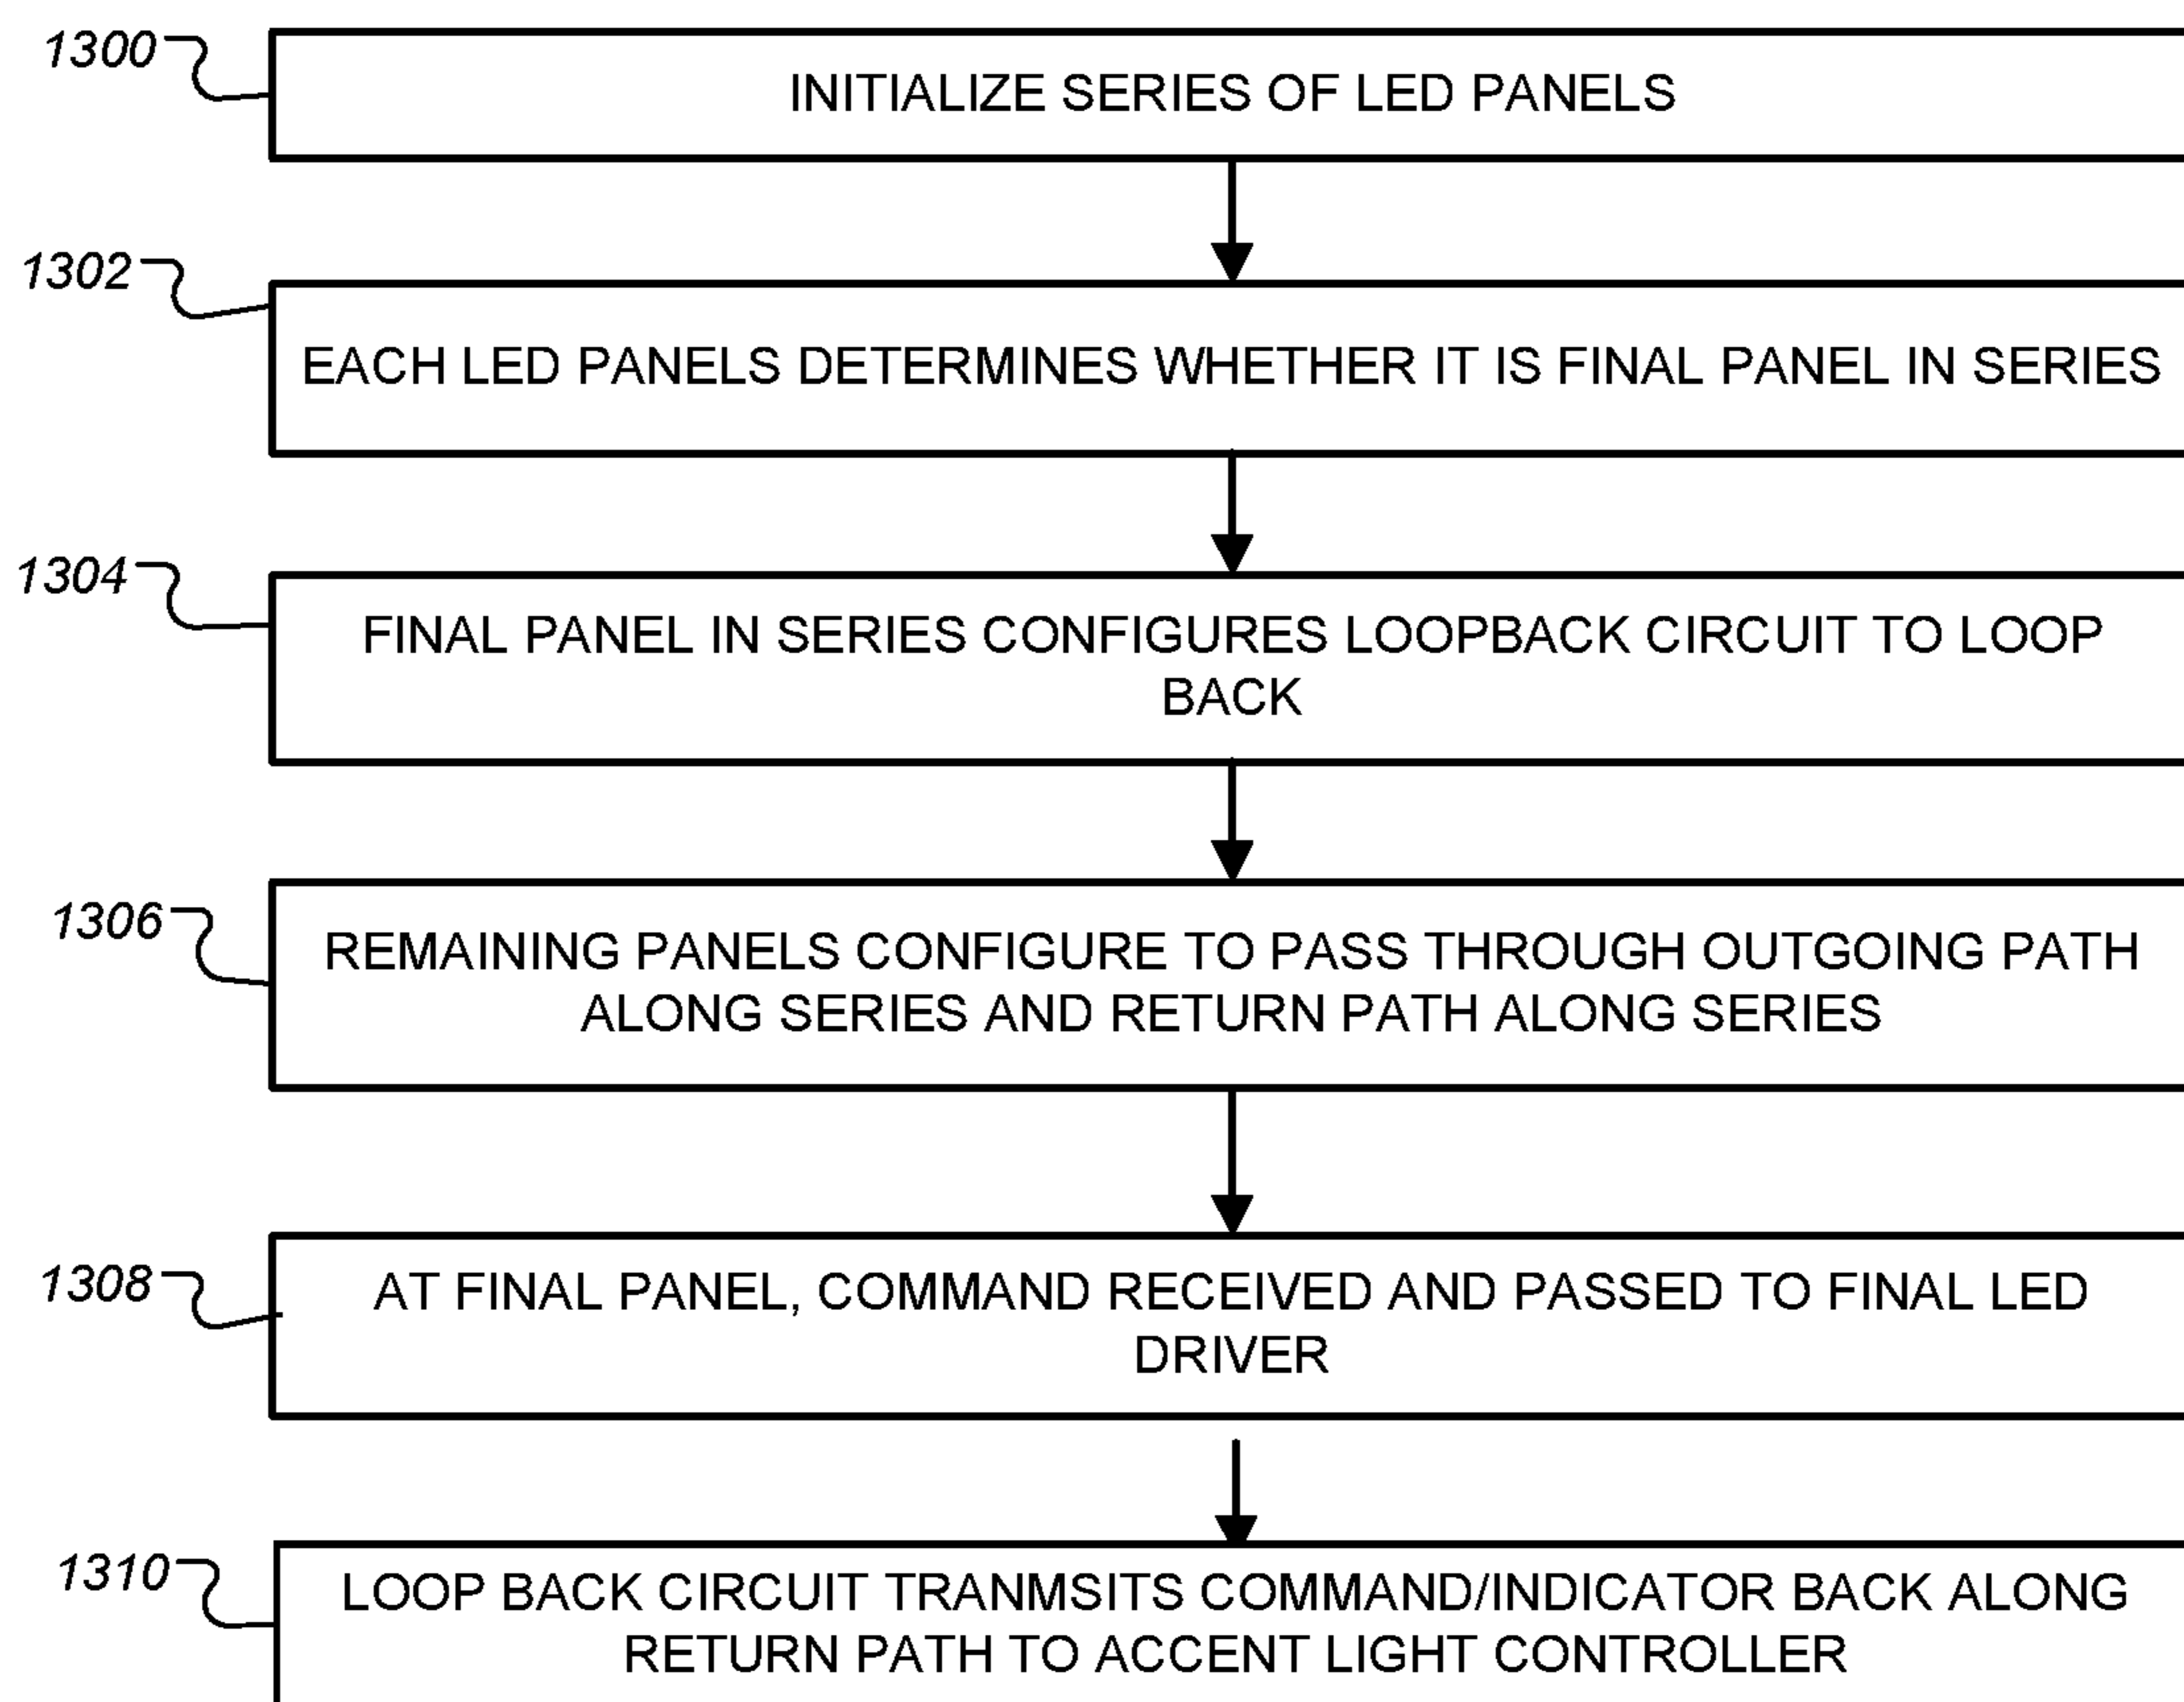 1300
INITIALIZE SERIES OF LED PANELS
1302
EACH LED PANELS DETERMINES WHETHER IT IS FINAL PANEL IN SERIES
1304
FINAL PANEL IN SERIES CONFIGURES LOOPBACK CIRCUIT TO LOOP
BACK
1306
REMAINING PANELS CONFIGURE TO PASS THROUGH OUTGOING PATH
ALONG SERIES AND RETURN PATH ALONG SERIES
1308
AT FINAL PANEL, COMMAND RECEIVED AND PASSED TO FINAL LED
DRIVER
1310
LOOP BACK CIRCUIT TRANMSITS COMMAND/INDICATOR BACK ALONG
RETURN PATH TO ACCENT LIGHT CONTROLLER